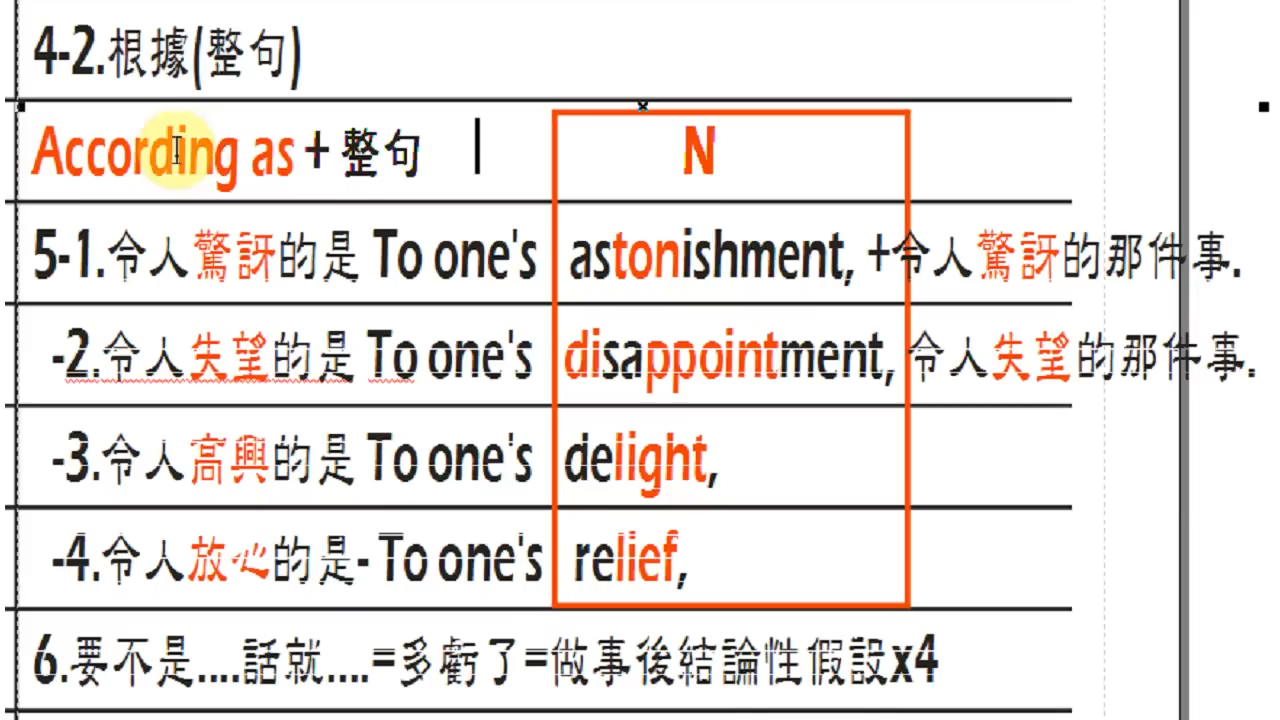 4-2.根據(整句)
According as + 整句 | N
5-1.令人驚訝的是 To one's astonishment, +令人驚訝的那件事.
-2.令人失望的是 To one's disappointment, 令人失望的那件事.
-3.令人高興的是 To one's delight,
-4.令人放心的是- To one's relief,
6.要不是....話就....=多虧了=做事後結論性假設x4